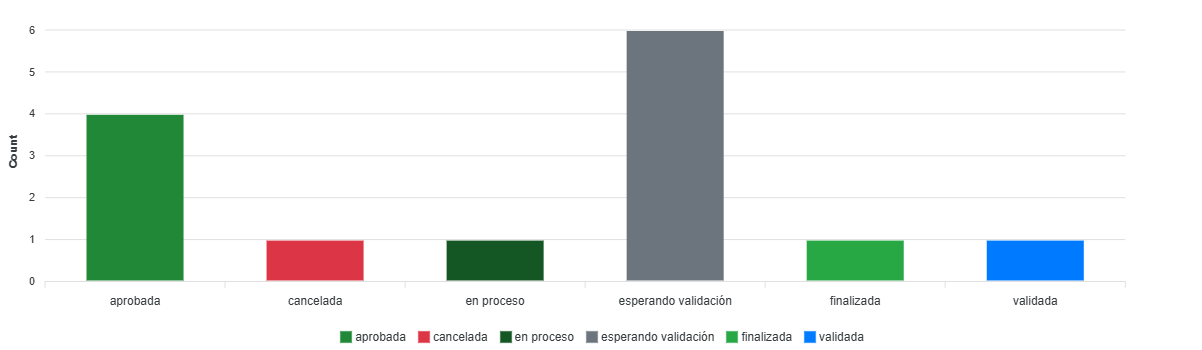 6
5
4
3
2
1
0
Count
aprobada cancelada en proceso esperando validación finalizada validada
aprobada cancelada en proceso esperando validación finalizada validada